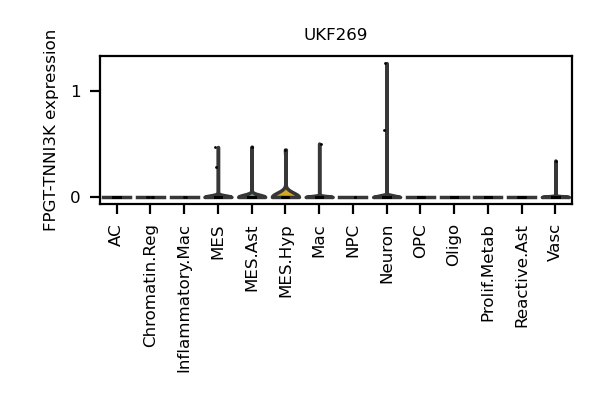 UKF269
FPGT-TNNI3K expression
1
0
AC
Chromatin.Reg
Inflammatory.Mac
MES
MES.Ast
MES.Hyp
Mac
NPC
Neuron
OPC
Oligo
Prolif.Metab
Reactive.Ast
Vasc